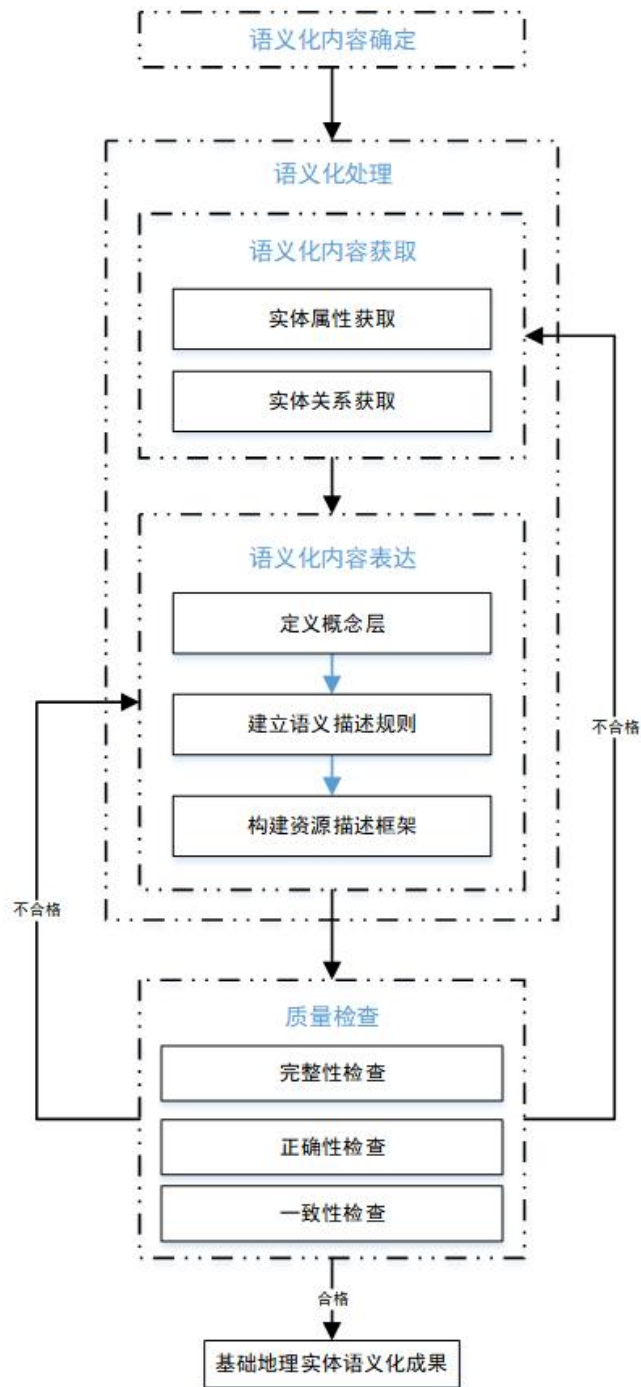 语义化内容确定
语义化处理
语义化内容获取
实体属性获取
实体关系获取
语义化内容表达
定义概念层
建立语义描述规则
不合格
构建资源描述框架
不合格
质量检查
完整性检查
正确性检查
一致性检查
合格
基础地理实体语义化成果